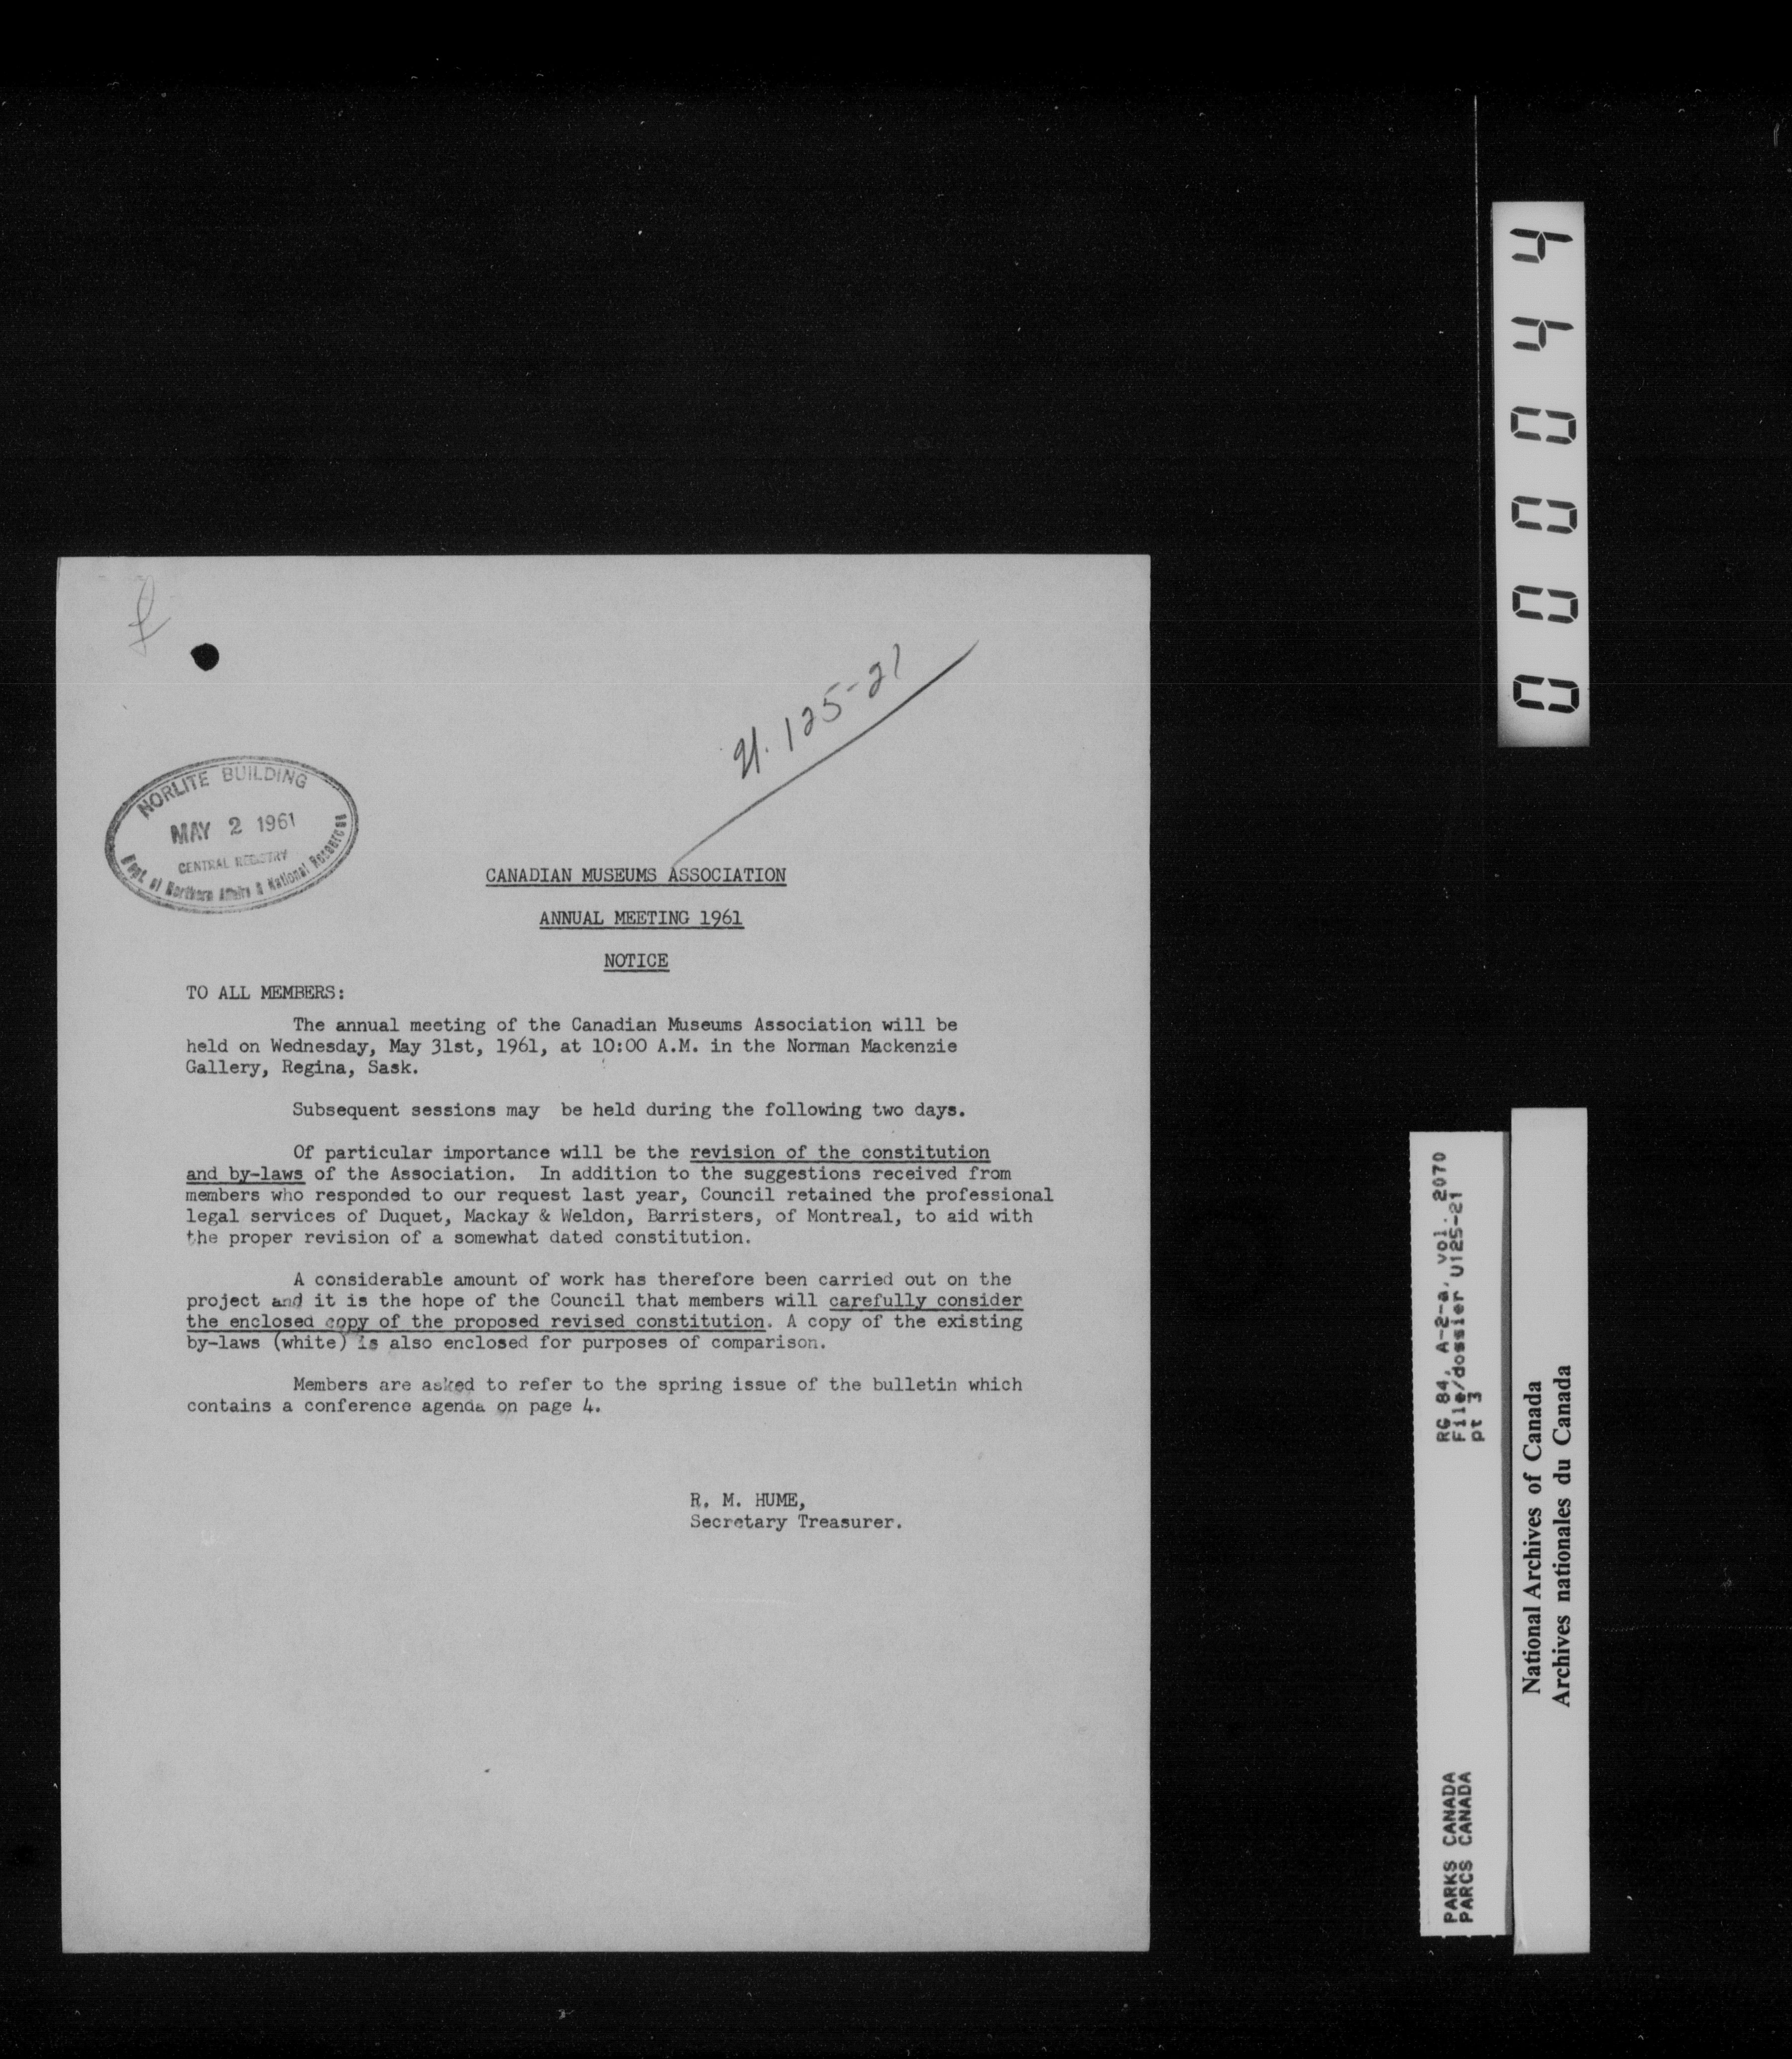 U.125-21
NORLITE BUILDING
MAY 2 1961
CENTRAL REGISTRY
Dept. of Northern Affairs & National Resources
CANADIAN MUSEUMS ASSOCIATION
ANNUAL MEETING 1961
NOTICE
TO ALL MEMBERS:
The annual meeting of the Canadian Museums Association will be
held on Wednesday, May 31st, 1961, at 10:00 A.M. in the Norman Mackenzie
Gallery, Regina, Sask.
Subsequent sessions may  be held during the following two days.
Of particular importance will be the revision of the constitution
and by-laws of the Association.  In addition to the suggestions received from
members who responded to our request last year, Council retained the professional
legal services of Duquet, Mackay & Weldon, Barristers, of Montreal, to aid with
the proper revision of a somewhat dated constitution.
A considerable amount of work has therefore been carried out on the
project and it is the hope of the Council that members will carefully consider
the enclosed copy of the proposed revised constitution. A copy of the existing
by-laws (white) is also enclosed for purposes of comparison.
Members are asked to refer to the spring issue of the bulletin which
contains a conference agenda on page 4.
R. M. HUME,
Secretary Treasurer.
000044
RG 84, A-2-a, vol. 2070
File/dossier U125-21
pt 3
PARKS CANADA
PARCS CANADA
National Archives of Canada
Archives nationales du Canada